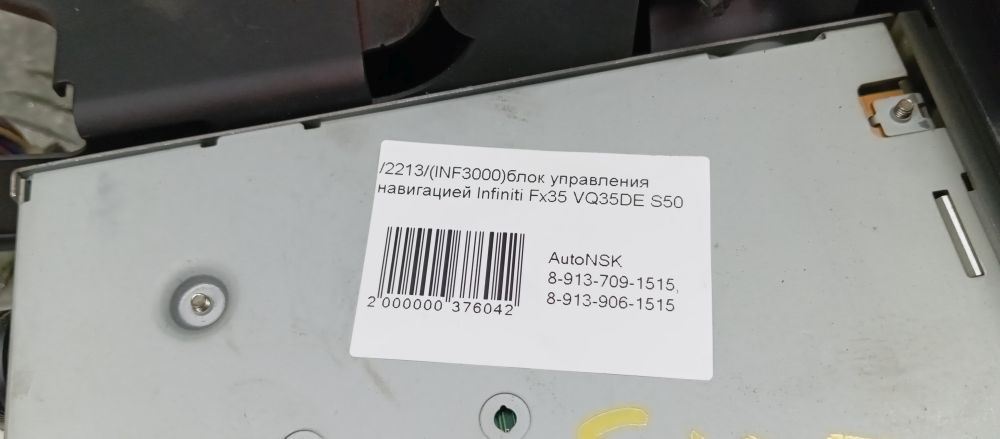 /2213/(INF3000)блок управления
навигацией Infiniti Fx35 VQ35DE S50
AutoNSK
8-913-709-1515,
8-913-906-1515
2 000000 376042